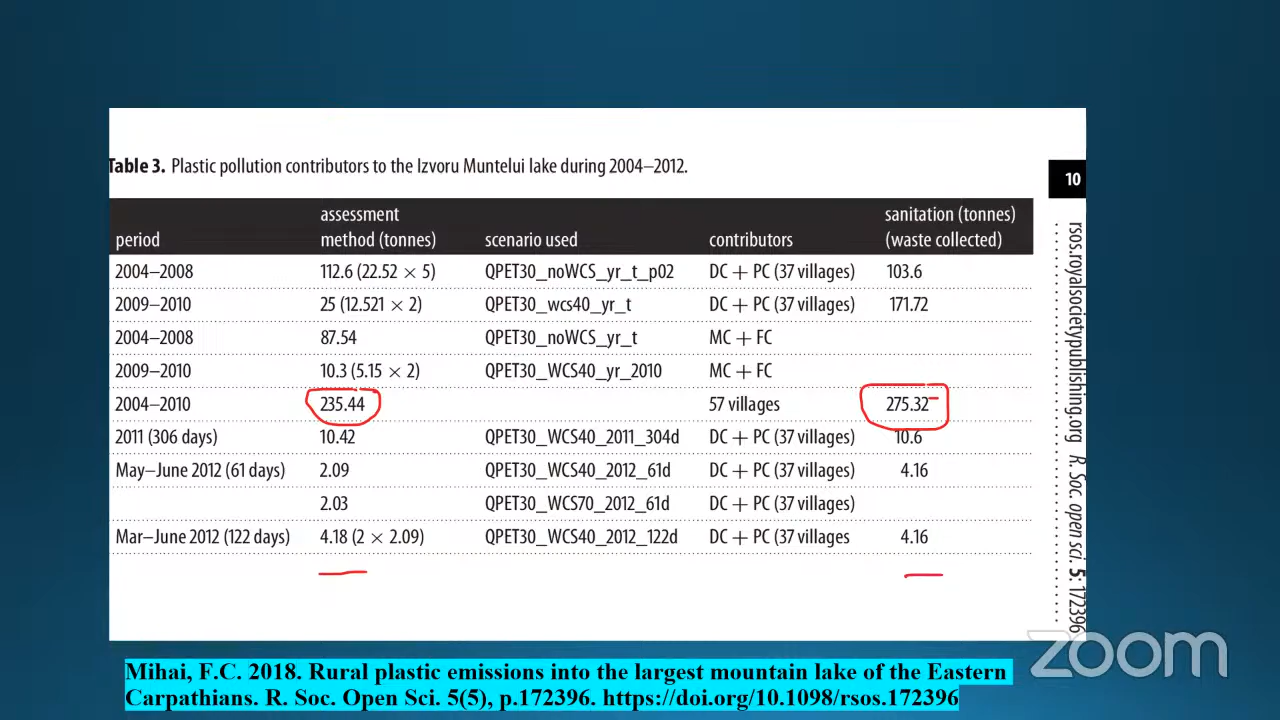 Table 3. Plastic pollution contributors to the Izvoru Muntelui lake during 2004–2012.
10
period assessment method (tonnes) scenario used contributors sanitation (tonnes) (waste collected)
2004–2008 112.6 (22.52 × 5) QPET30_noWCS_yr_t_p02 DC + PC (37 villages) 103.6
2009–2010 25 (12.521 × 2) QPET30_wcs40_yr_t DC + PC (37 villages) 171.72
2004–2008 87.54 QPET30_noWCS_yr_t MC + FC
2009–2010 10.3 (5.15 × 2) QPET30_WCS40_yr_2010 MC + FC
2004–2010 235.44 57 villages 275.32
2011 (306 days) 10.42 QPET30_WCS40_2011_304d DC + PC (37 villages) 10.6
May–June 2012 (61 days) 2.09 QPET30_WCS40_2012_61d DC + PC (37 villages) 4.16
2.03 QPET30_WCS70_2012_61d DC + PC (37 villages)
Mar–June 2012 (122 days) 4.18 (2 × 2.09) QPET30_WCS40_2012_122d DC + PC (37 villages 4.16
rsos.royalsocietypublishing.org R. Soc. open sci. 5: 172396
zoom
Mihai, F.C. 2018. Rural plastic emissions into the largest mountain lake of the Eastern
Carpathians. R. Soc. Open Sci. 5(5), p.172396. https://doi.org/10.1098/rsos.172396